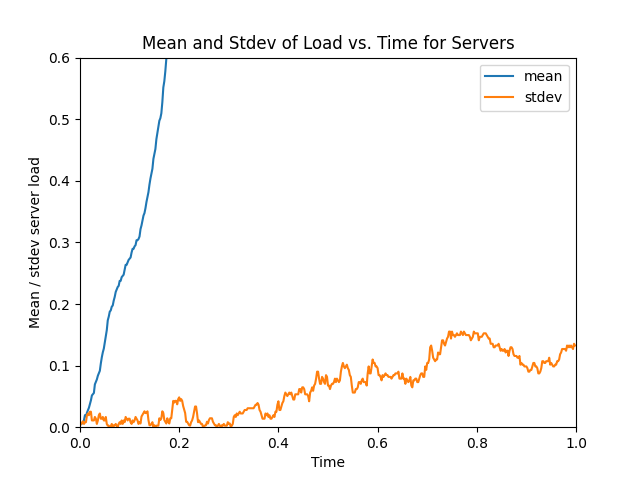 Mean and Stdev of Load vs. Time for Servers
mean
stdev
Mean / stdev server load
0.6
0.5
0.4
0.3
0.2
0.1
0.0
0.0 0.2 0.4 0.6 0.8 1.0
Time